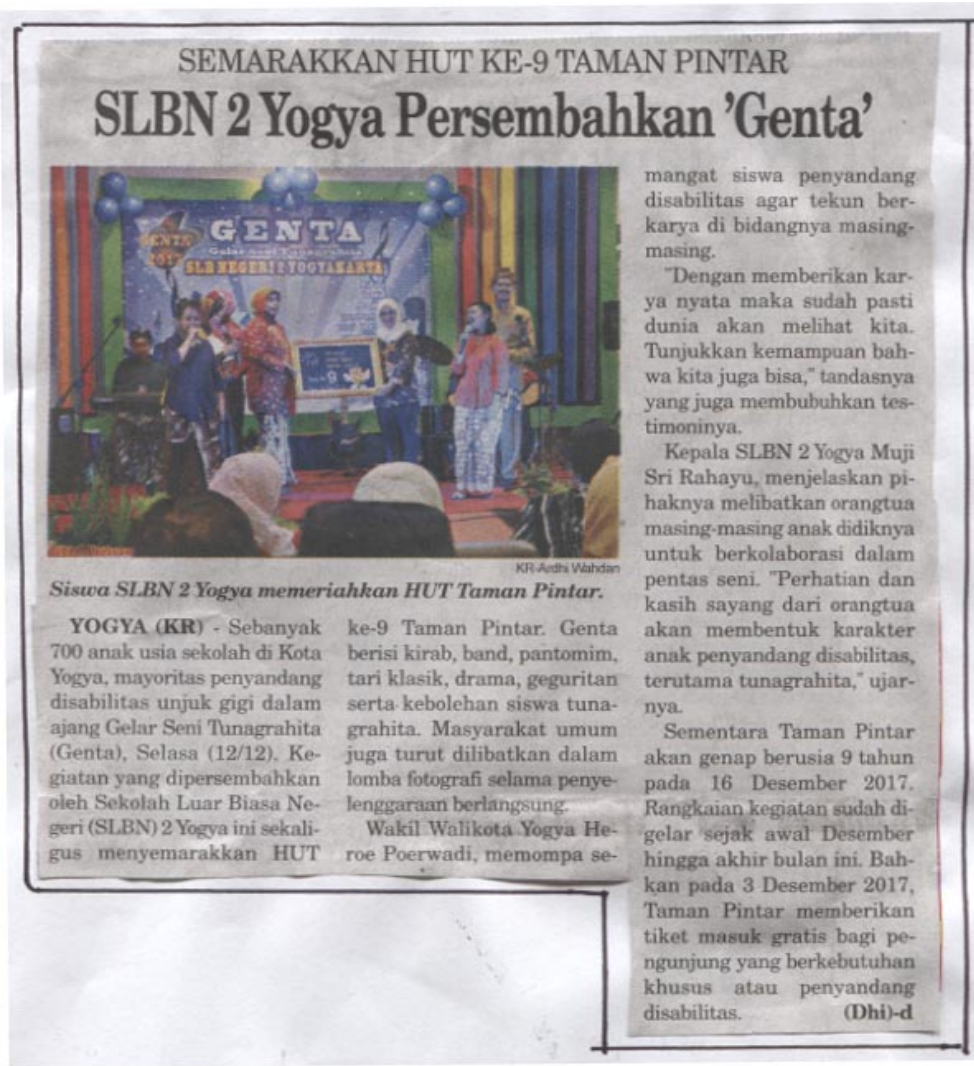 SEMARAKKAN HUT KE-9 TAMAN PINTAR
SLBN 2 Yogya Persembahkan 'Genta'
GENTA
Gelar Seni Tunagrahita
SLB NEGERI 2 YOGYAKARTA
GENTA
2017
9
KR-Ardhi Wahdan
Siswa SLBN 2 Yogya memeriahkan HUT Taman Pintar.
YOGYA (KR) - Sebanyak
700 anak usia sekolah di Kota
Yogya, mayoritas penyandang
disabilitas unjuk gigi dalam
ajang Gelar Seni Tunagrahita
(Genta), Selasa (12/12). Ke-
giatan yang dipersembahkan
oleh Sekolah Luar Biasa Ne-
geri (SLBN) 2 Yogya ini sekali-
gus menyemarakkan HUT
ke-9 Taman Pintar. Genta
berisi kirab, band, pantomim,
tari klasik, drama, geguritan
serta kebolehan siswa tuna-
grahita. Masyarakat umum
juga turut dilibatkan dalam
lomba fotografi selama penye-
lenggaraan berlangsung.
Wakil Walikota Yogya He-
roe Poerwadi, memompa se-
mangat siswa penyandang
disabilitas agar tekun ber-
karya di bidangnya masing-
masing.
"Dengan memberikan kar-
ya nyata maka sudah pasti
dunia akan melihat kita.
Tunjukkan kemampuan bah-
wa kita juga bisa," tandasnya
yang juga membubuhkan tes-
timoninya.
Kepala SLBN 2 Yogya Muji
Sri Rahayu, menjelaskan pi-
haknya melibatkan orangtua
masing-masing anak didiknya
untuk berkolaborasi dalam
pentas seni. "Perhatian dan
kasih sayang dari orangtua
akan membentuk karakter
anak penyandang disabilitas,
terutama tunagrahita," ujar-
nya.
Sementara Taman Pintar
akan genap berusia 9 tahun
pada 16 Desember 2017.
Rangkaian kegiatan sudah di-
gelar sejak awal Desember
hingga akhir bulan ini. Bah-
kan pada 3 Desember 2017,
Taman Pintar memberikan
tiket masuk gratis bagi pe-
ngunjung yang berkebutuhan
khusus atau penyandang
disabilitas. (Dhi)-d